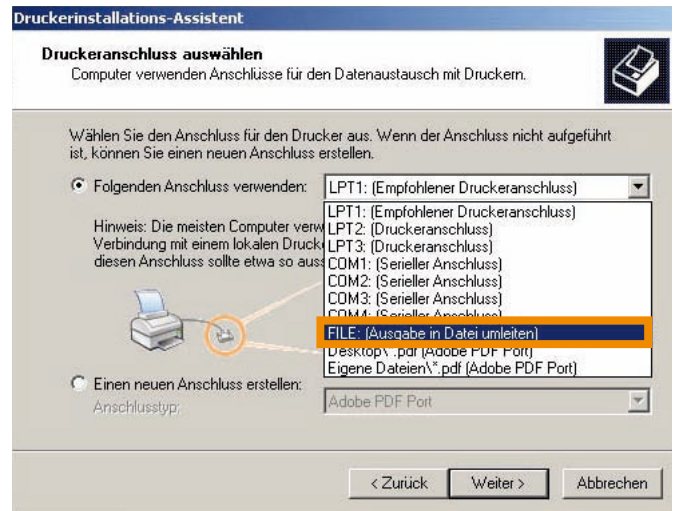 Druckerinstallations-Assistent
Druckeranschluss auswählen
Computer verwenden Anschlüsse für den Datenaustausch mit Druckern.
Wählen Sie den Anschluss für den Drucker aus. Wenn der Anschluss nicht aufgeführt
ist, können Sie einen neuen Anschluss erstellen.
Folgenden Anschluss verwenden: LPT1: (Empfohlener Druckeranschluss)
LPT1: (Empfohlener Druckeranschluss)
LPT2: (Druckeranschluss)
LPT3: (Druckeranschluss)
COM1: (Serieller Anschluss)
COM2: (Serieller Anschluss)
COM3: (Serieller Anschluss)
COM4: (Serieller Anschluss)
FILE: (Ausgabe in Datei umleiten)
Desktop\*.pdf (Adobe PDF Port)
Eigene Dateien\*.pdf (Adobe PDF Port)
Hinweis: Die meisten Computer verw
Verbindung mit einem lokalen Druck
diesen Anschluss sollte etwa so auss
Einen neuen Anschluss erstellen:
Anschlusstyp: Adobe PDF Port
< Zurück Weiter > Abbrechen